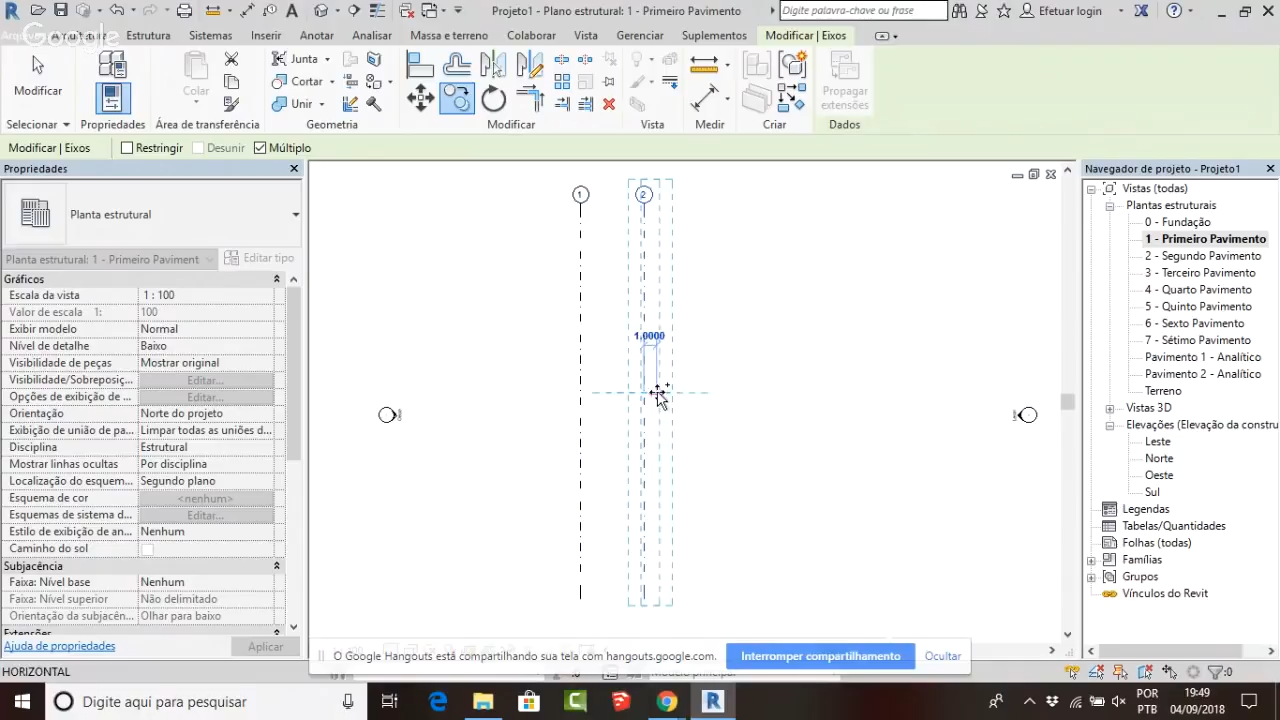 Projeto1 - Plano estrutural: 1 - Primeiro Pavimento
Digite palavra-chave ou frase
Efetuar login
Google
Estrutura
Sistemas
Inserir
Anotar
Analisar
Massa e terreno
Colaborar
Vista
Gerenciar
Suplementos
Modificar | Eixos
Modificar
Colar
Junta
Cortar
Unir
Propagar
extensões
Selecionar
Propriedades
Área de transferência
Geometria
Modificar
Vista
Medir
Criar
Dados
Modificar | Eixos
Restringir
Desunir
Múltiplo
Propriedades
Planta estrutural
Planta estrutural: 1 - Primeiro Paviment
Editar tipo
Gráficos
Escala da vista 1 : 100
Valor de escala 1: 100
Exibir modelo Normal
Nível de detalhe Baixo
Visibilidade de peças Mostrar original
Visibilidade/Sobreposiç... Editar...
Opções de exibição de ... Editar...
Orientação Norte do projeto
Exibição de união de pa... Limpar todas as uniões d...
Disciplina Estrutural
Mostrar linhas ocultas Por disciplina
Localização do esquem... Segundo plano
Esquema de cor <nenhum>
Esquemas de sistema d... Editar...
Estilo de exibição de an... Nenhum
Caminho do sol
Subjacência
Faixa: Nível base Nenhum
Faixa: Nível superior Não delimitado
Orientação da subjacên... Olhar para baixo
Extensões
Ajuda de propriedades
Aplicar
1
2
1,0000
Navegador de projeto - Projeto1
Vistas (todas)
Plantas estruturais
0 - Fundação
1 - Primeiro Pavimento
2 - Segundo Pavimento
3 - Terceiro Pavimento
4 - Quarto Pavimento
5 - Quinto Pavimento
6 - Sexto Pavimento
7 - Sétimo Pavimento
Pavimento 1 - Analítico
Pavimento 2 - Analítico
Terreno
Vistas 3D
Elevações (Elevação da constru
Leste
Norte
Oeste
Sul
Legendas
Tabelas/Quantidades
Folhas (todas)
Famílias
Grupos
Vínculos do Revit
O Google Hangouts está compartilhando sua tela com hangouts.google.com.
Interromper compartilhamento
Ocultar
HORIZONTAL
:0
Digite aqui para pesquisar
POR
PTB
19:49
04/09/2018